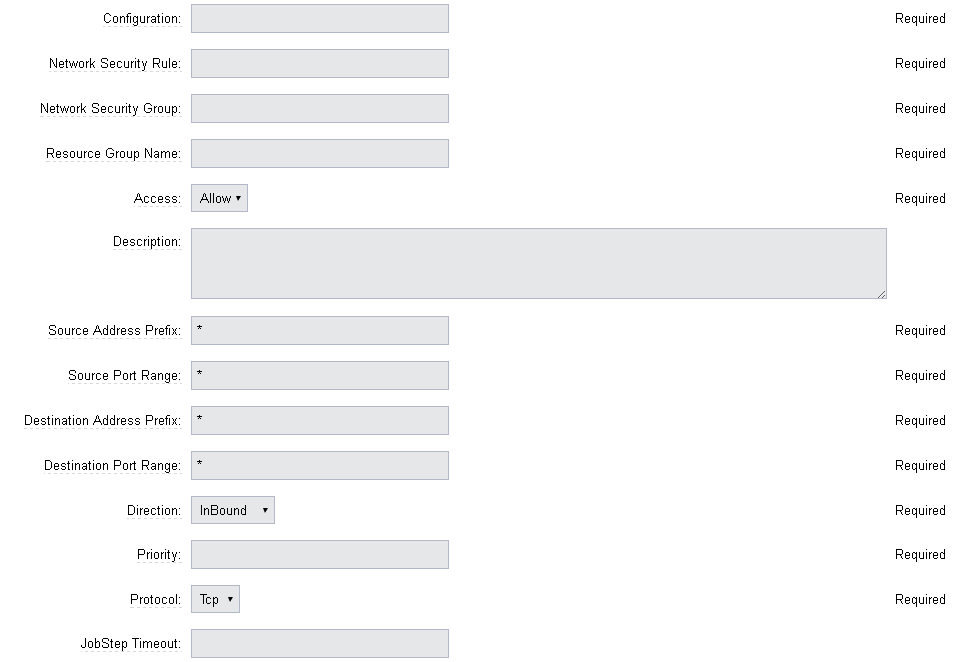 Configuration: Required
Network Security Rule: Required
Network Security Group: Required
Resource Group Name: Required
Access: Allow Required
Description:
Source Address Prefix: * Required
Source Port Range: * Required
Destination Address Prefix: * Required
Destination Port Range: * Required
Direction: InBound Required
Priority: Required
Protocol: Tcp Required
JobStep Timeout: